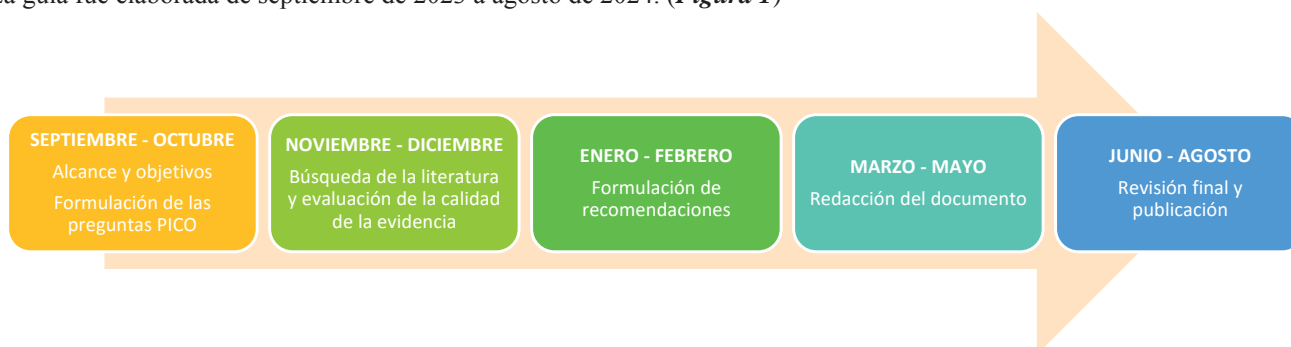 La guía fue elaborada de septiembre de 2023 a agosto de 2024. (Figura 1)
SEPTIEMBRE - OCTUBRE
Alcance y objetivos
Formulación de las
preguntas PICO
NOVIEMBRE - DICIEMBRE
Búsqueda de la literatura
y evaluación de la calidad
de la evidencia
ENERO - FEBRERO
Formulación de
recomendaciones
MARZO - MAYO
Redacción del documento
JUNIO - AGOSTO
Revisión final y
publicación